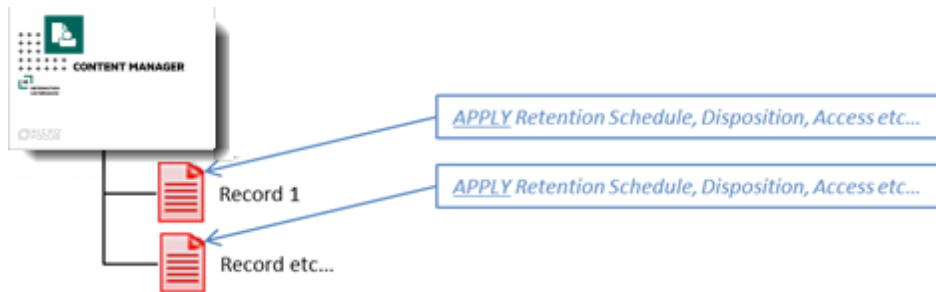 CONTENT MANAGER
APPLY Retention Schedule, Disposition, Access etc...
Record 1
APPLY Retention Schedule, Disposition, Access etc...
Record etc...